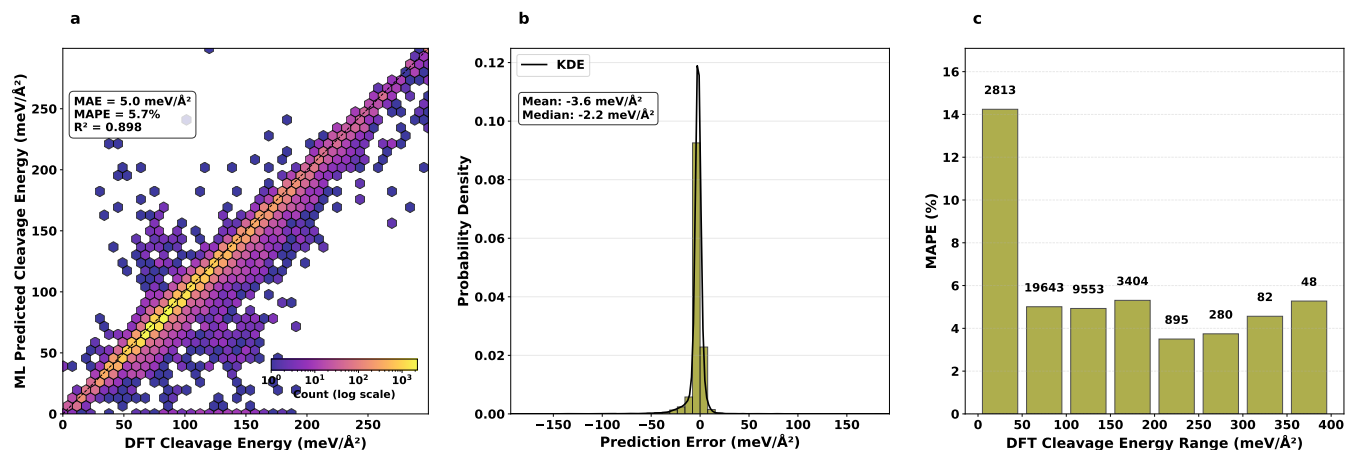 a
ML Predicted Cleavage Energy (meV/Å²)
250
200
150
100
50
0
MAE = 5.0 meV/Å²
MAPE = 5.7%
R² = 0.898
10⁰ 10¹ 10² 10³
Count (log scale)
0 50 100 150 200 250
DFT Cleavage Energy (meV/Å²)
b
Probability Density
0.12
0.10
0.08
0.06
0.04
0.02
0.00
KDE
Mean: -3.6 meV/Å²
Median: -2.2 meV/Å²
−150 −100 −50 0 50 100 150
Prediction Error (meV/Å²)
c
MAPE (%)
16
14
12
10
8
6
4
2
0
2813
19643 9553 3404 895 280 82 48
0 50 100 150 200 250 300 350 400
DFT Cleavage Energy Range (meV/Å²)